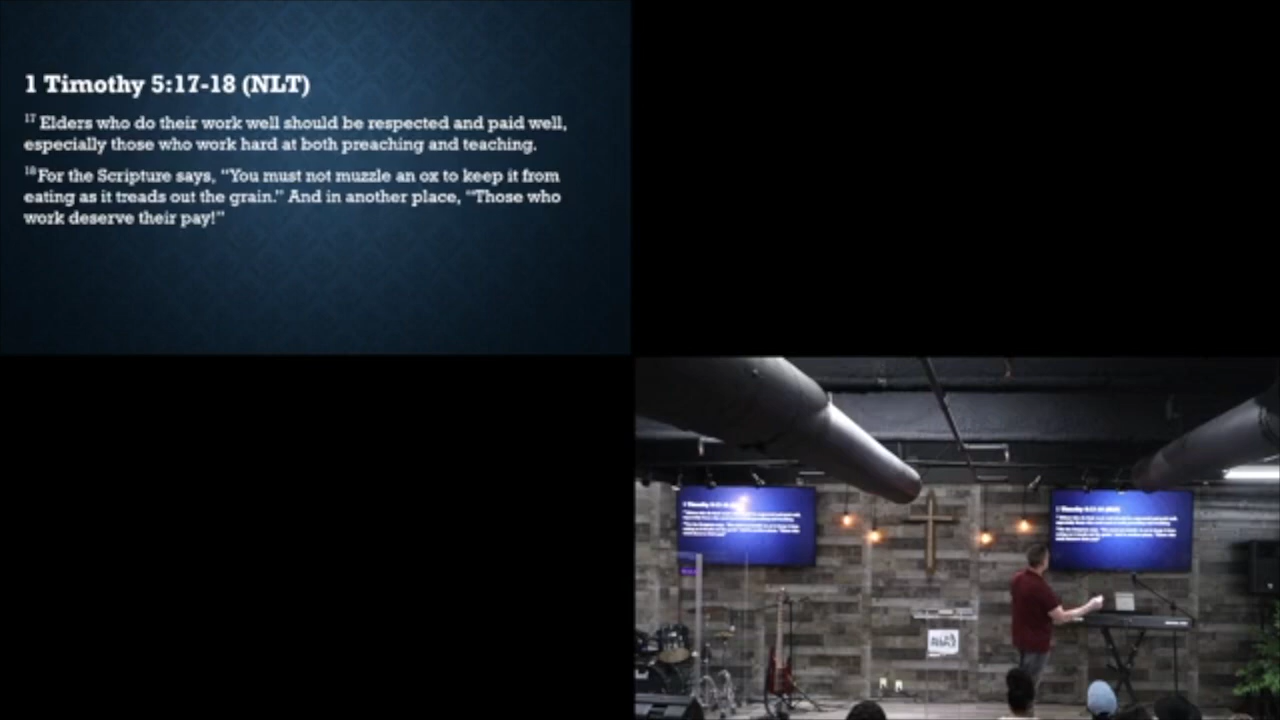 1 Timothy 5:17-18 (NLT)
17 Elders who do their work well should be respected and paid well,
especially those who work hard at both preaching and teaching.
18 For the Scripture says, “You must not muzzle an ox to keep it from
eating as it treads out the grain.” And in another place, “Those who
work deserve their pay!”